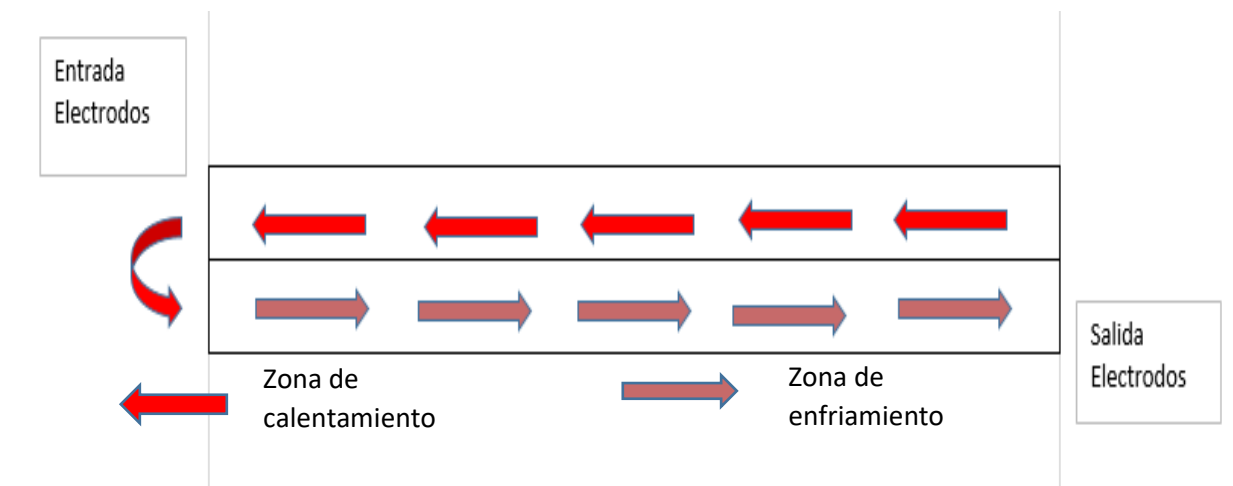 Entrada
Electrodos
Salida
Electrodos
Zona de
calentamiento
Zona de
enfriamiento